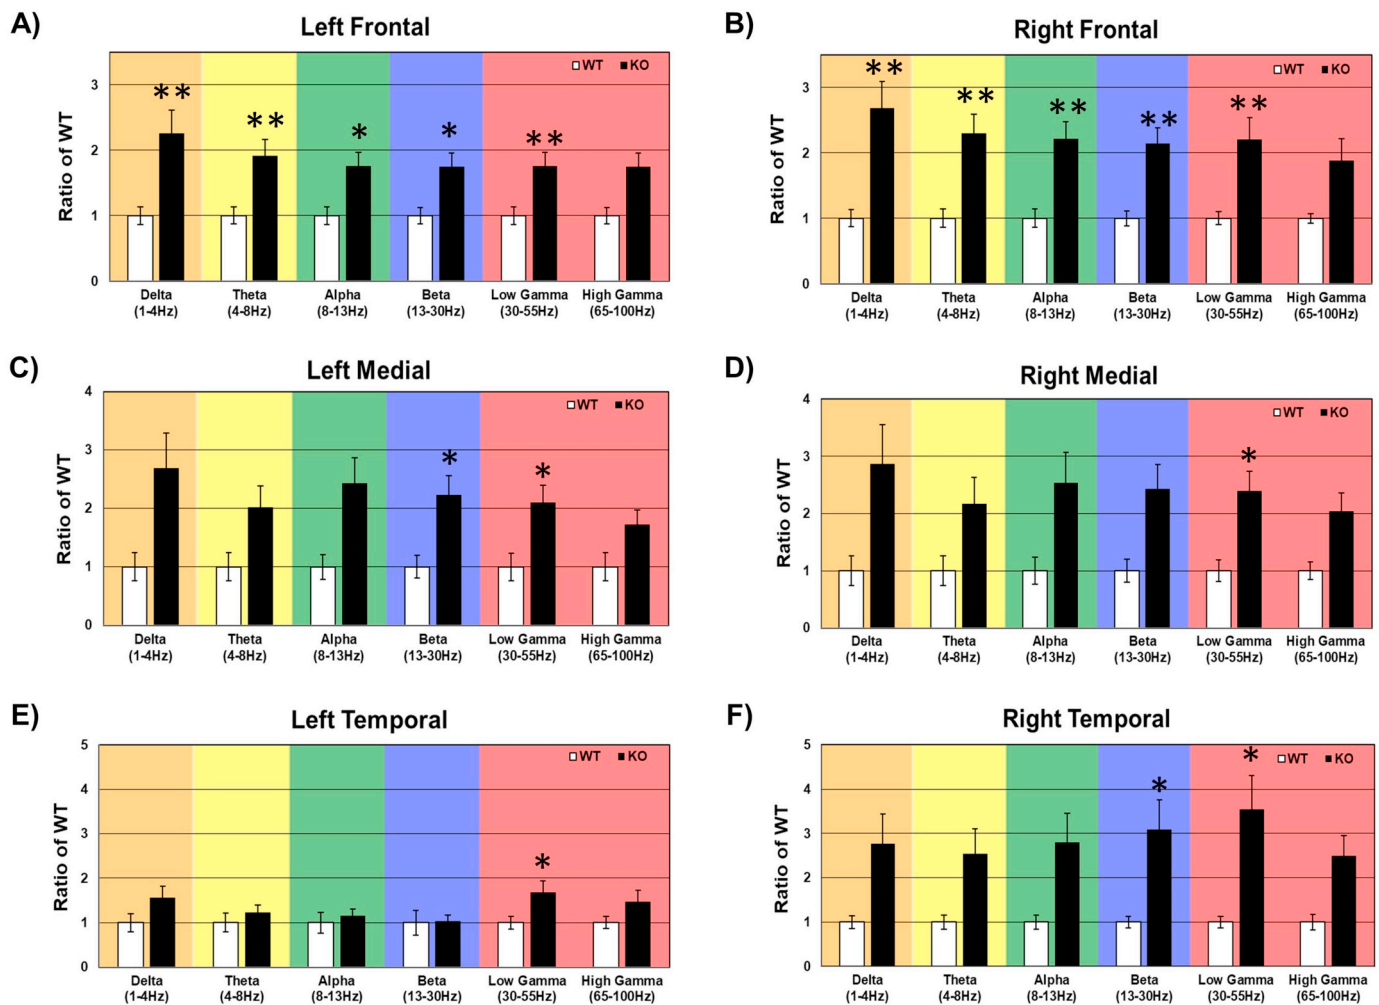 A)
Left Frontal
WT KO
Ratio of WT
3
2
1
0
** ** * * **
Delta Theta Alpha Beta Low Gamma High Gamma
(1-4Hz) (4-8Hz) (8-13Hz) (13-30Hz) (30-55Hz) (65-100Hz)
B)
Right Frontal
WT KO
Ratio of WT
3
2
1
0
** ** ** ** **
Delta Theta Alpha Beta Low Gamma High Gamma
(1-4Hz) (4-8Hz) (8-13Hz) (13-30Hz) (30-55Hz) (65-100Hz)
C)
Left Medial
WT KO
Ratio of WT
4
3
2
1
0
* *
Delta Theta Alpha Beta Low Gamma High Gamma
(1-4Hz) (4-8Hz) (8-13Hz) (13-30Hz) (30-55Hz) (65-100Hz)
D)
Right Medial
WT KO
Ratio of WT
4
3
2
1
0
*
Delta Theta Alpha Beta Low Gamma High Gamma
(1-4Hz) (4-8Hz) (8-13Hz) (13-30Hz) (30-55Hz) (65-100Hz)
E)
Left Temporal
WT KO
Ratio of WT
5
4
3
2
1
0
*
Delta Theta Alpha Beta Low Gamma High Gamma
(1-4Hz) (4-8Hz) (8-13Hz) (13-30Hz) (30-55Hz) (65-100Hz)
F)
Right Temporal
WT KO
Ratio of WT
5
4
3
2
1
0
* *
Delta Theta Alpha Beta Low Gamma High Gamma
(1-4Hz) (4-8Hz) (8-13Hz) (13-30Hz) (30-55Hz) (65-100Hz)